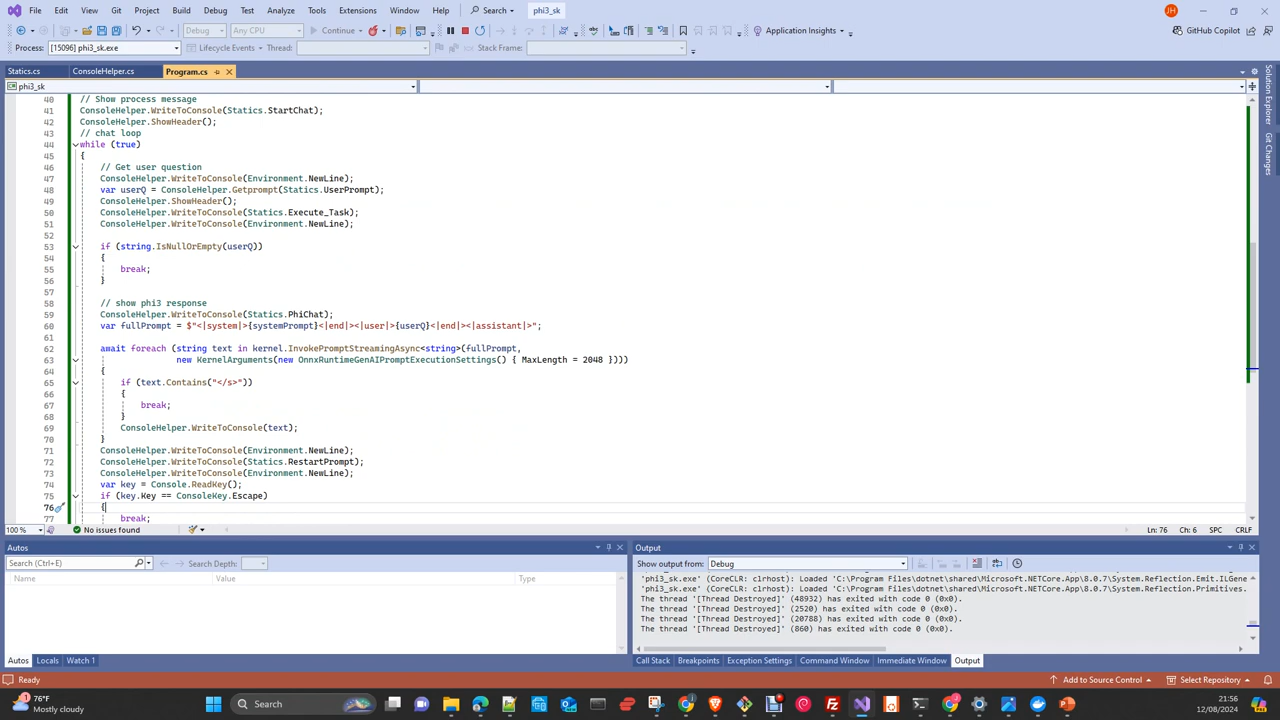 File Edit View Git Project Build Debug Test Analyze Tools Extensions Window Help Search phi3_sk JH
Debug Any CPU Continue Application Insights GitHub Copilot
Process: [15096] phi3_sk.exe Lifecycle Events Thread: Stack Frame:
Statics.cs ConsoleHelper.cs Program.cs
phi3_sk
40 // Show process message
41 ConsoleHelper.WriteToConsole(Statics.StartChat);
42 ConsoleHelper.ShowHeader();
43 // chat loop
44 while (true)
45 {
46 // Get user question
47 ConsoleHelper.WriteToConsole(Environment.NewLine);
48 var userQ = ConsoleHelper.Getprompt(Statics.UserPrompt);
49 ConsoleHelper.ShowHeader();
50 ConsoleHelper.WriteToConsole(Statics.Execute_Task);
51 ConsoleHelper.WriteToConsole(Environment.NewLine);
52
53 if (string.IsNullOrEmpty(userQ))
54 {
55 break;
56 }
57
58 // show phi3 response
59 ConsoleHelper.WriteToConsole(Statics.PhiChat);
60 var fullPrompt = $"<|system|>{systemPrompt}<|end|><|user|>{userQ}<|end|><|assistant|>";
61
62 await foreach (string text in kernel.InvokePromptStreamingAsync<string>(fullPrompt,
63 new KernelArguments(new OnnxRuntimeGenAIPromptExecutionSettings() { MaxLength = 2048 })))
64 {
65 if (text.Contains("</s>"))
66 {
67 break;
68 }
69 ConsoleHelper.WriteToConsole(text);
70 }
71 ConsoleHelper.WriteToConsole(Environment.NewLine);
72 ConsoleHelper.WriteToConsole(Statics.RestartPrompt);
73 ConsoleHelper.WriteToConsole(Environment.NewLine);
74 var key = Console.ReadKey();
75 if (key.Key == ConsoleKey.Escape)
76 {
break;
Solution Explorer
Git Changes
100 % No issues found Ln: 76 Ch: 6 SPC CRLF
Autos
Search (Ctrl+E) Search Depth:
Name Value Type
Autos Locals Watch 1
Output
Show output from: Debug
'phi3_sk.exe' (CoreCLR: clrhost): Loaded 'C:\Program Files\dotnet\shared\Microsoft.NETCore.App\8.0.7\System.Reflection.Emit.ILGene
'phi3_sk.exe' (CoreCLR: clrhost): Loaded 'C:\Program Files\dotnet\shared\Microsoft.NETCore.App\8.0.7\System.Reflection.Primitives.
The thread '[Thread Destroyed]' (48932) has exited with code 0 (0x0).
The thread '[Thread Destroyed]' (2520) has exited with code 0 (0x0).
The thread '[Thread Destroyed]' (20788) has exited with code 0 (0x0).
The thread '[Thread Destroyed]' (860) has exited with code 0 (0x0).
Call Stack Breakpoints Exception Settings Command Window Immediate Window Output
Ready Add to Source Control Select Repository
76°F
Mostly cloudy
Search
21:56
12/08/2024